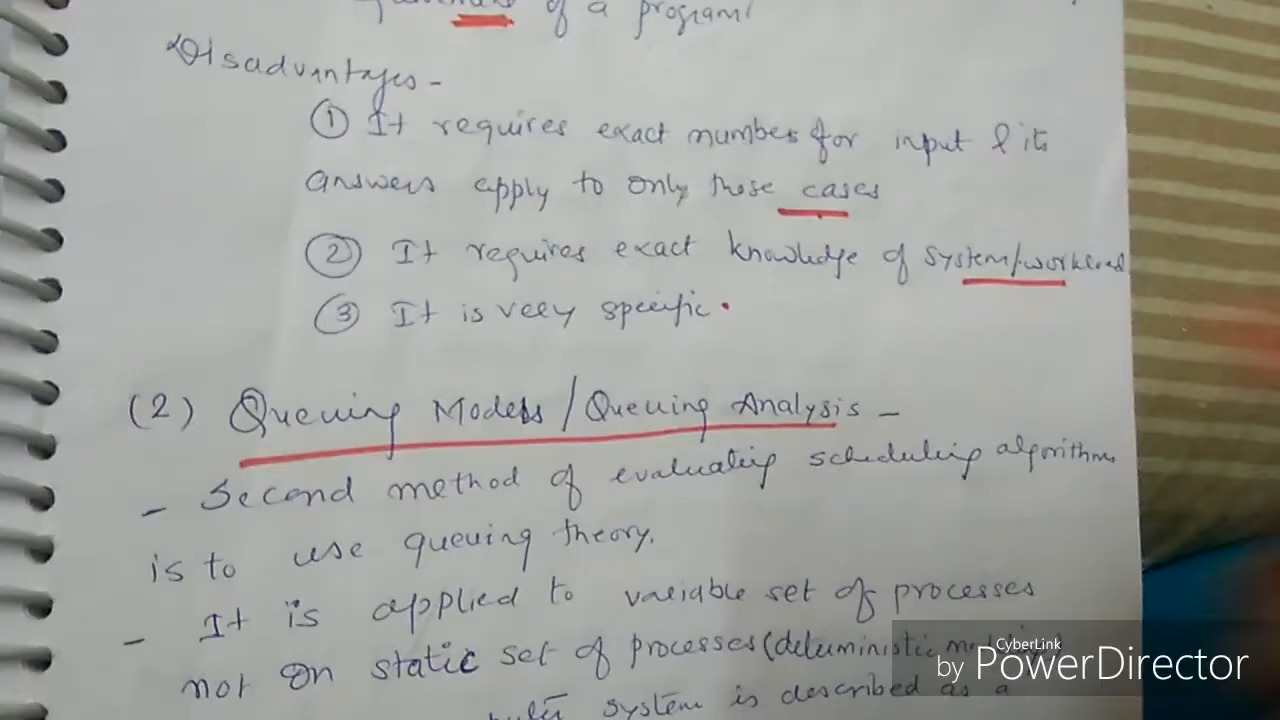 of a program
Disadvantages -
① It requires exact number for input & its
answers apply to only these cases
② It requires exact knowledge of system/workload
③ It is very specific.
(2) Queuing Models / Queuing Analysis -
- Second method of evaluating scheduling algorithms
is to use queuing theory.
- It is applied to variable set of processes
not on static set of processes (deterministic
system is described as a
CyberLink
by PowerDirector